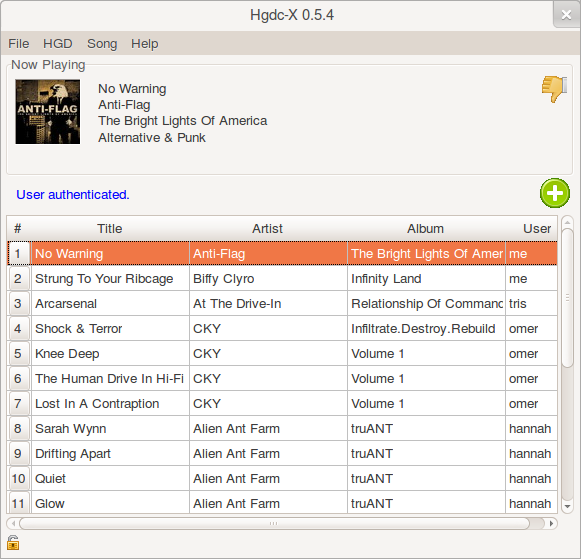 Hgdc-X 0.5.4
File HGD Song Help
Now Playing
ANTI-FLAG
No Warning
Anti-Flag
The Bright Lights Of America
Alternative & Punk
User authenticated.
# Title Artist Album User
1 No Warning Anti-Flag The Bright Lights Of Amer me
2 Strung To Your Ribcage Biffy Clyro Infinity Land me
3 Arcarsenal At The Drive-In Relationship Of Command tris
4 Shock & Terror CKY Infiltrate.Destroy.Rebuild omer
5 Knee Deep CKY Volume 1 omer
6 The Human Drive In Hi-Fi CKY Volume 1 omer
7 Lost In A Contraption CKY Volume 1 omer
8 Sarah Wynn Alien Ant Farm truANT hannah
9 Drifting Apart Alien Ant Farm truANT hannah
10 Quiet Alien Ant Farm truANT hannah
11 Glow Alien Ant Farm truANT hannah